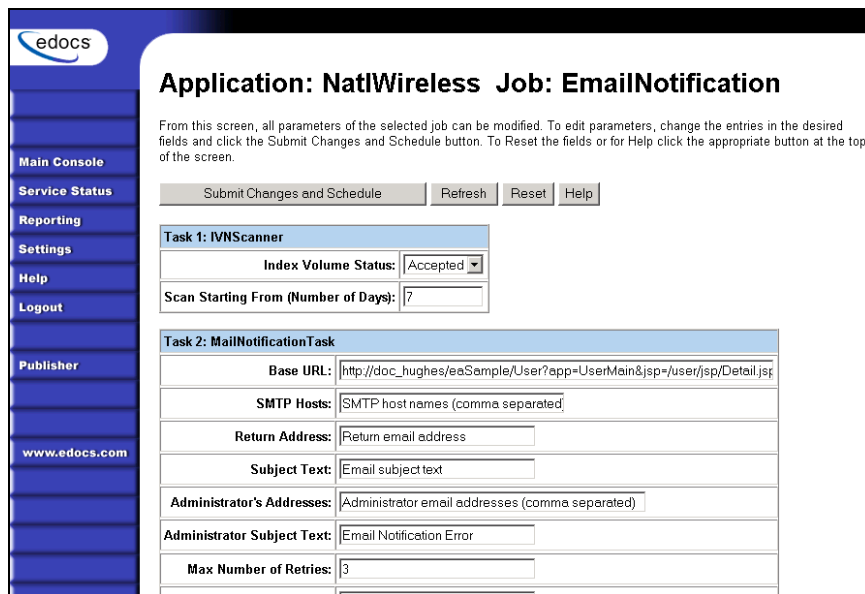 edocs
Main Console
Service Status
Reporting
Settings
Help
Logout
Publisher
www.edocs.com
Application: NatlWireless Job: EmailNotification
From this screen, all parameters of the selected job can be modified. To edit parameters, change the entries in the desired
fields and click the Submit Changes and Schedule button. To Reset the fields or for Help click the appropriate button at the top
of the screen.
Submit Changes and Schedule Refresh Reset Help
Task 1: IVNScanner
Index Volume Status: Accepted
Scan Starting From (Number of Days): 7
Task 2: MailNotificationTask
Base URL: http://doc_hughes/eaSample/User?app=UserMain&jsp=/user/jsp/Detail.jsp
SMTP Hosts: SMTP host names (comma separated)
Return Address: Return email address
Subject Text: Email subject text
Administrator's Addresses: Administrator email addresses (comma separated)
Administrator Subject Text: Email Notification Error
Max Number of Retries: 3